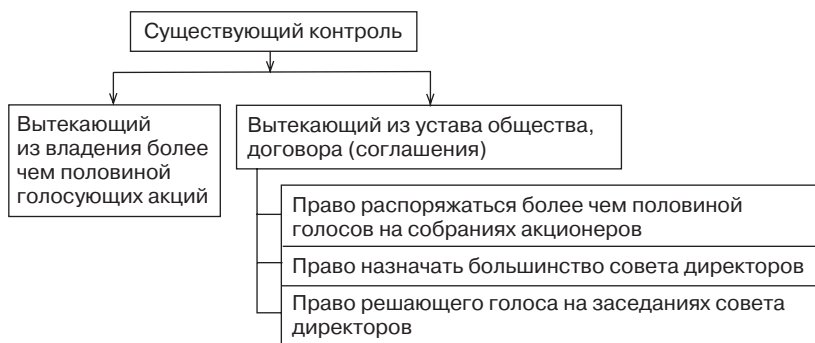 Существующий контроль
Вытекающий
из владения более
чем половиной
голосующих акций
Вытекающий из устава общества,
договора (соглашения)
Право распоряжаться более чем половиной
голосов на собраниях акционеров
Право назначать большинство совета директоров
Право решающего голоса на заседаниях совета
директоров